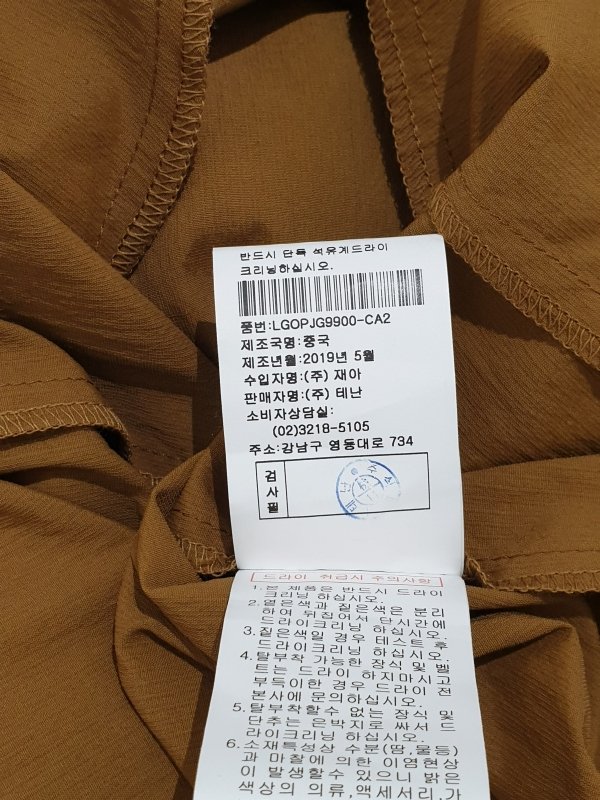 반드시 단독 석유계드라이
크리닝하십시오.
품번:LGOPJG9900-CA2
제조국명:중국
제조년월:2019년 5월
수입자명:(주) 재아
판매자명:(주) 테난
소비자상담실:
(02)3218-5105
주소:강남구 영동대로 734
검사필
드라이 취급시 주의사항
1.본 제품은 반드시 드라이
크리닝 하십시오.
2.옅은색과 짙은색은 분리
하여 뒤집어서 단시간에
드라이크리닝 하십시오.
3.짙은색일 경우 테스트 후
드라이크리닝 하십시오.
4.탈부착 가능한 장식 및 벨
트는 드라이 하지마시고
부득이한 경우 드라이 전
본사에 문의하십시오.
5.탈부착할수 없는 장식 및
단추는 은박지로 싸서 드
라이크리닝 하십시오.
6.소재특성상 수분(땀,물등)
과 마찰에 의한 이염현상
이 발생할수 있으니 밝은
색상의 의류,액세서리,가